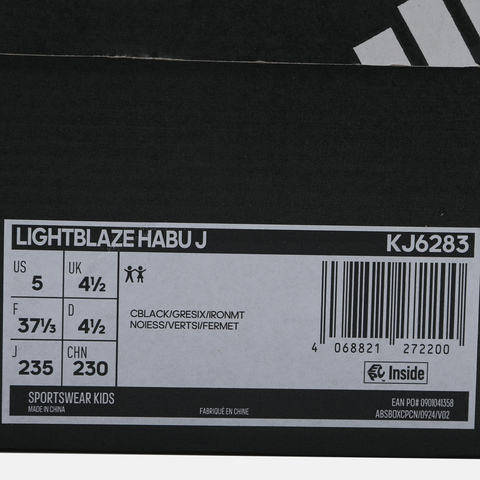 LIGHTBLAZE HABU J KJ6283
US 5 UK 4½
F 37⅓ D 4½
J 235 CHN 230
CBLACK/GRESIX/IRONMT
NOIESS/VERTSI/FERMET
4 068821 272200
Inside
SPORTSWEAR KIDS
MADE IN CHINA
FABRIQUÉ EN CHINE
EAN PO# 0901041358
ABSBOXCPCN/0924/V02